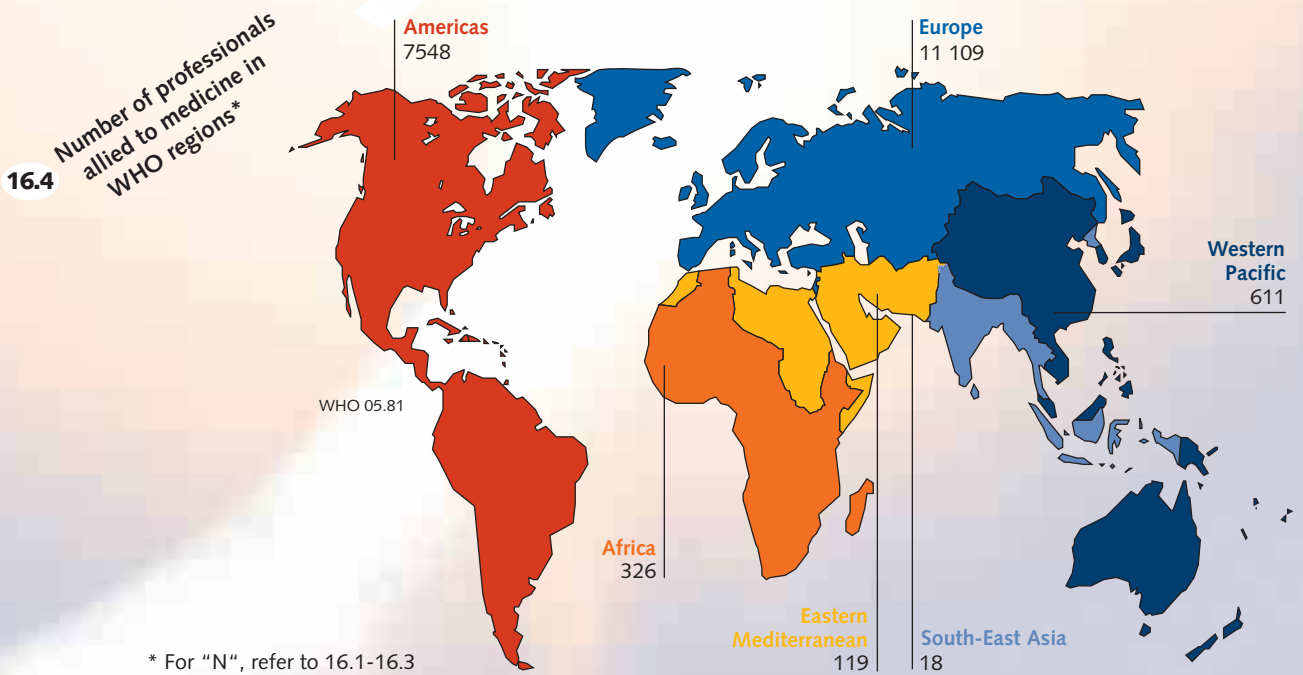 16.4
Number of professionals
allied to medicine in
WHO regions*
Americas
7548
Europe
11 109
Western
Pacific
611
WHO 05.81
Africa
326
Eastern
Mediterranean
119
South-East Asia
18
* For “N“, refer to 16.1-16.3